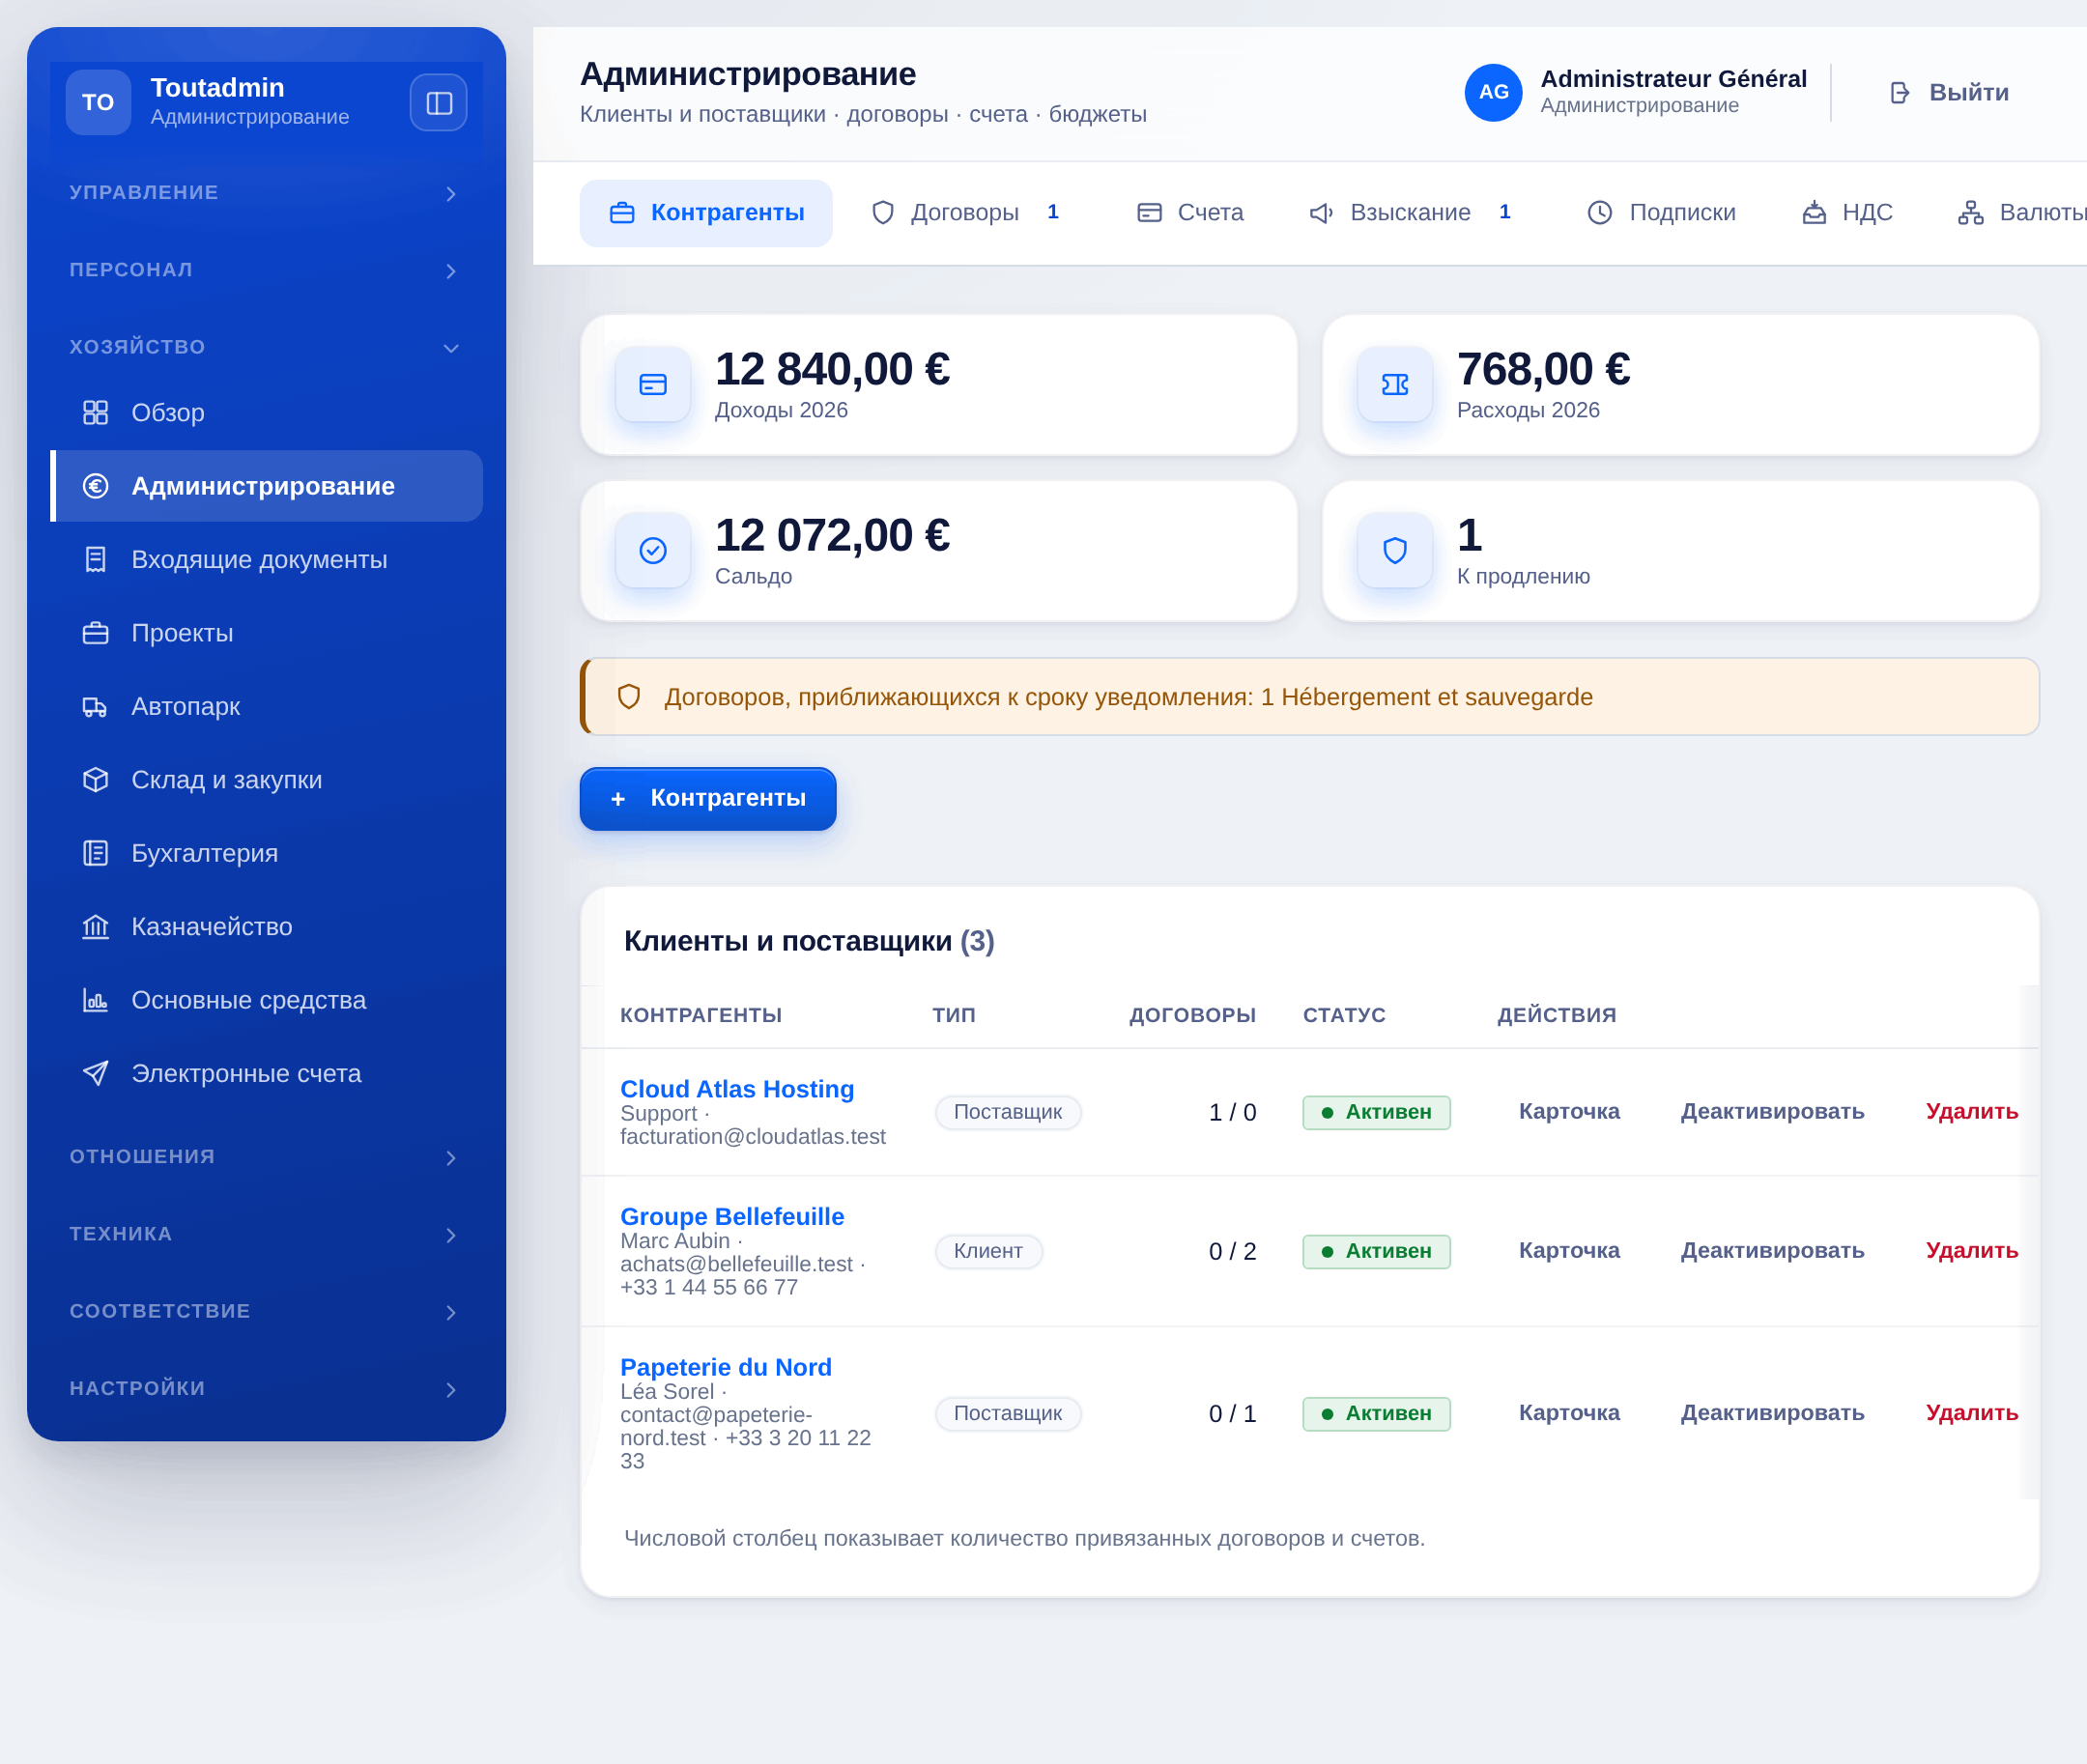 TO
Toutadmin
Администрирование
УПРАВЛЕНИЕ
ПЕРСОНАЛ
ХОЗЯЙСТВО
Обзор
Администрирование
Входящие документы
Проекты
Автопарк
Склад и закупки
Бухгалтерия
Казначейство
Основные средства
Электронные счета
ОТНОШЕНИЯ
ТЕХНИКА
СООТВЕТСТВИЕ
НАСТРОЙКИ
Администрирование
Клиенты и поставщики · договоры · счета · бюджеты
AG
Administrateur Général
Администрирование
Выйти
Контрагенты
Договоры 1
Счета
Взыскание 1
Подписки
НДС
Валюты
12 840,00 €
Доходы 2026
768,00 €
Расходы 2026
12 072,00 €
Сальдо
1
К продлению
Договоров, приближающихся к сроку уведомления: 1 Hébergement et sauvegarde
+ Контрагенты
Клиенты и поставщики (3)
КОНТРАГЕНТЫ ТИП ДОГОВОРЫ СТАТУС ДЕЙСТВИЯ
Cloud Atlas Hosting
Support ·
facturation@cloudatlas.test
Поставщик 1 / 0 Активен Карточка Деактивировать Удалить
Groupe Bellefeuille
Marc Aubin ·
achats@bellefeuille.test ·
+33 1 44 55 66 77
Клиент 0 / 2 Активен Карточка Деактивировать Удалить
Papeterie du Nord
Léa Sorel ·
contact@papeterie-
nord.test · +33 3 20 11 22
33
Поставщик 0 / 1 Активен Карточка Деактивировать Удалить
Числовой столбец показывает количество привязанных договоров и счетов.